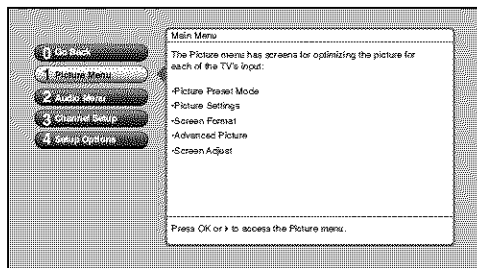 Main Menu
0 Go Back
1 Picture Menu
2 Audio Menu
3 Channel Setup
4 Setup Options
The Picture menu has screens for optimizing the picture for
each of the TV's input:
•Picture Preset Mode
•Picture Settings
•Screen Format
•Advanced Picture
•Screen Adjust
Press OK or ▸ to access the Picture menu.